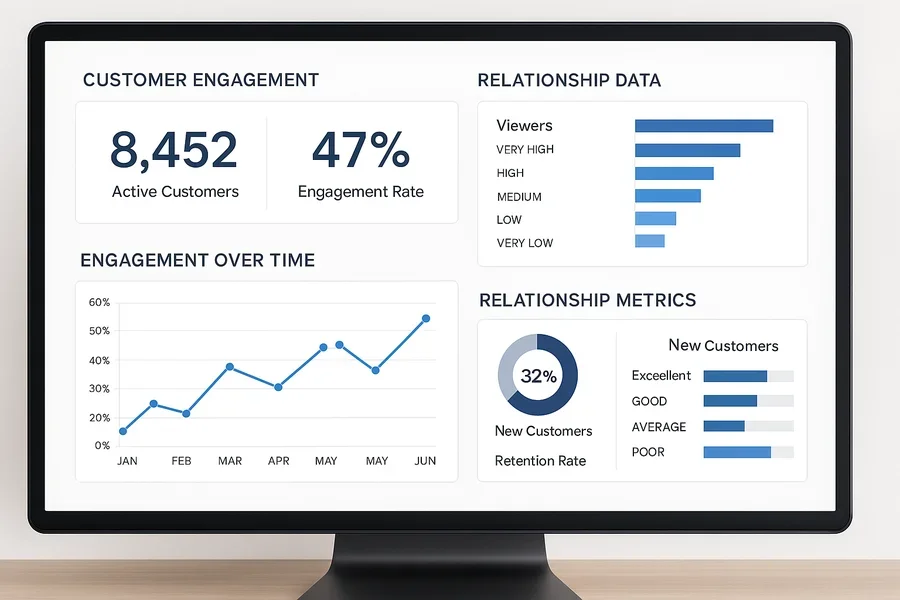 CUSTOMER ENGAGEMENT
8,452
Active Customers
47%
Engagement Rate
ENGAGEMENT OVER TIME
60%
50%
40%
30%
20%
0%
JAN FEB MAR APR MAY MAY JUN
RELATIONSHIP DATA
Viewers
VERY HIGH
HIGH
MEDIUM
LOW
VERY LOW
RELATIONSHIP METRICS
32%
New Customers
Retention Rate
New Customers
Exceellent
GOOD
AVERAGE
POOR